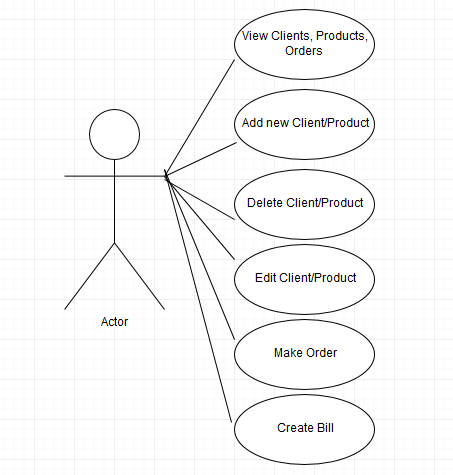 View Clients, Products,
Orders
Add new Client/Product
Delete Client/Product
Edit Client/Product
Actor
Make Order
Create Bill